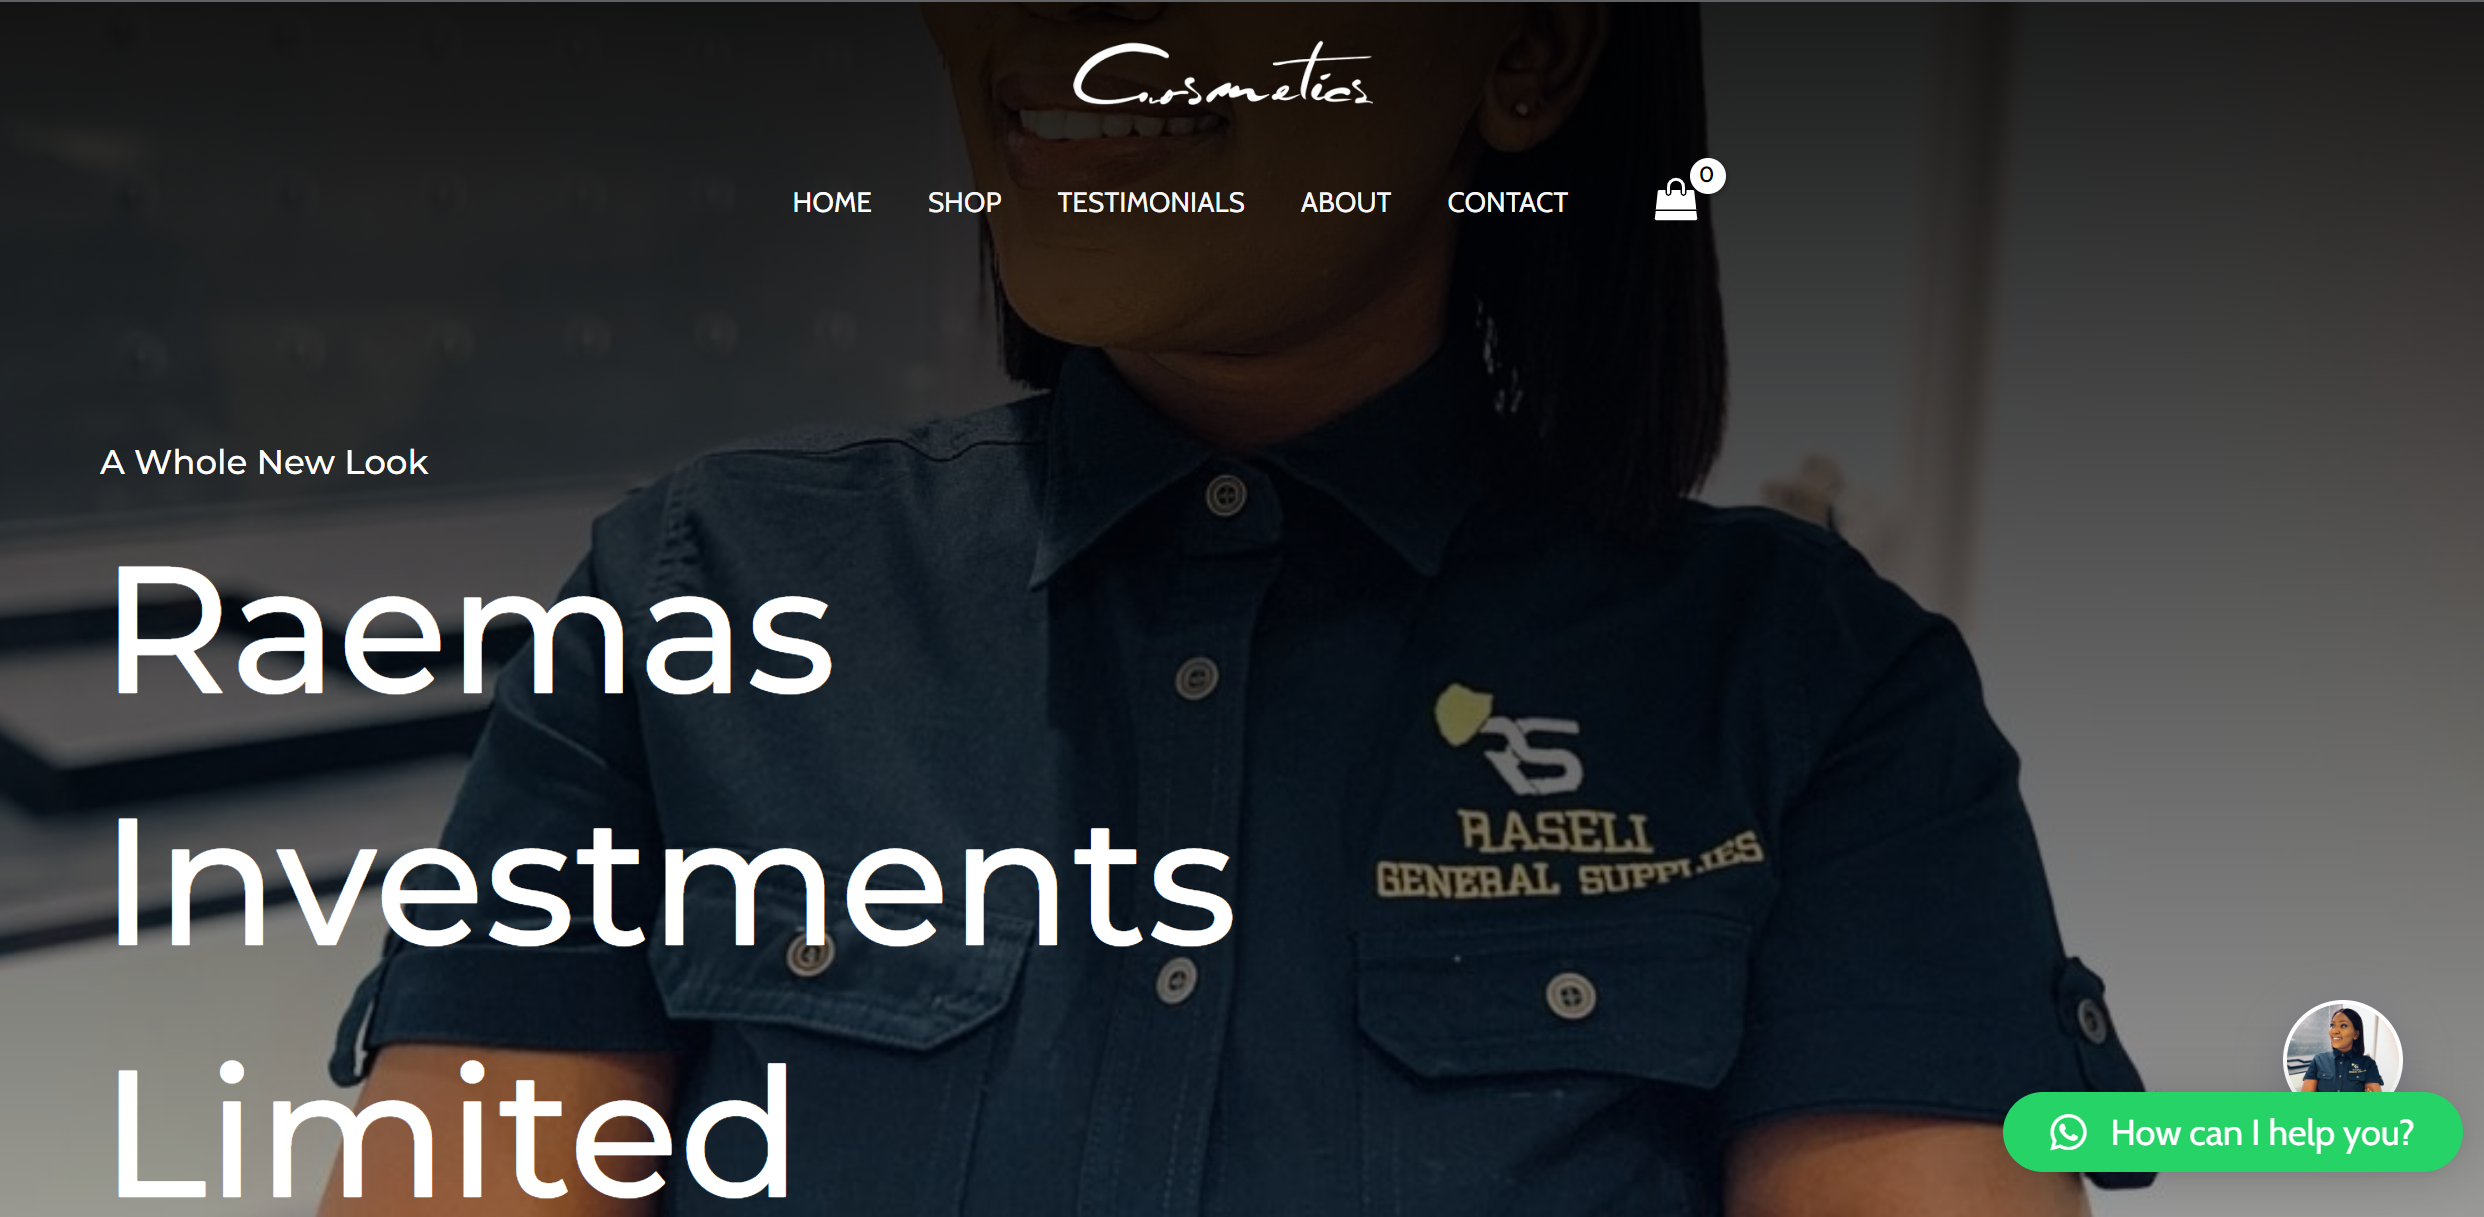 Cosmetics
HOME SHOP TESTIMONIALS ABOUT CONTACT 0
A Whole New Look
Raemas
Investments
Limited
RS
RASELI
GENERAL SUPPLIES
How can I help you?